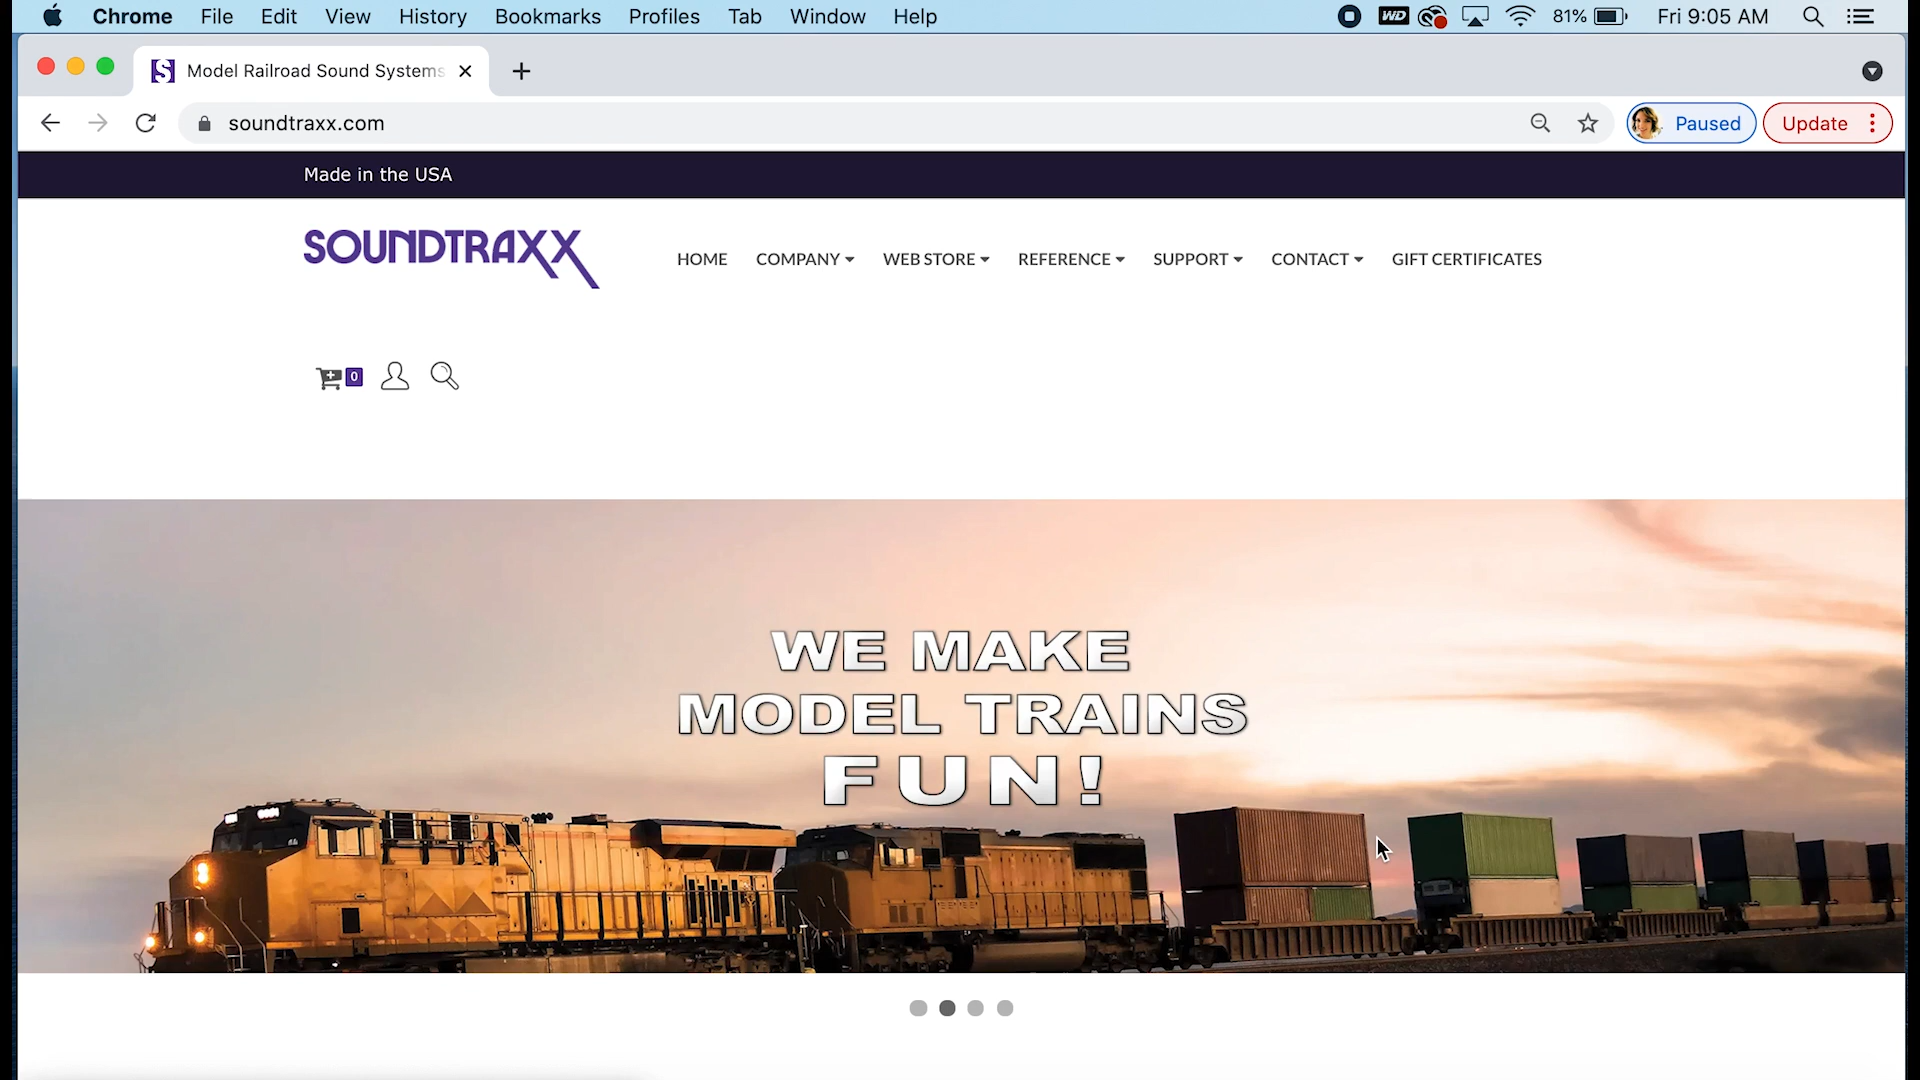 Chrome File Edit View History Bookmarks Profiles Tab Window Help WD 81% Fri 9:05 AM
Model Railroad Sound Systems
soundtraxx.com Paused Update
Made in the USA
SOUNDTRAXX HOME COMPANY WEB STORE REFERENCE SUPPORT CONTACT GIFT CERTIFICATES
0
WE MAKE
MODEL TRAINS
FUN!